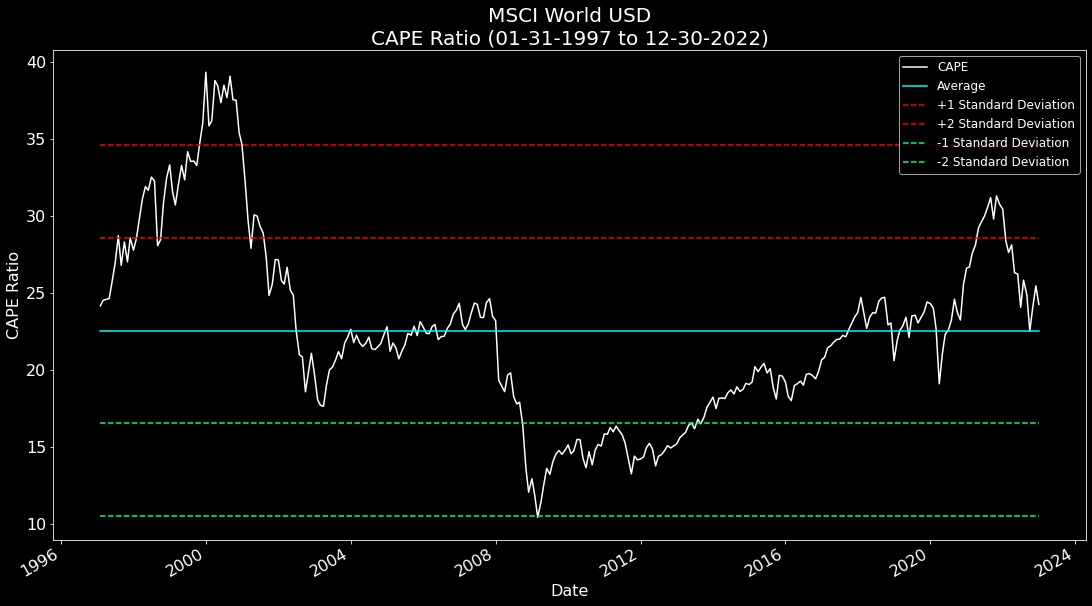 MSCI World USD
CAPE Ratio (01-31-1997 to 12-30-2022)
CAPE
Average
+1 Standard Deviation
+2 Standard Deviation
-1 Standard Deviation
-2 Standard Deviation
CAPE Ratio
40
35
30
25
20
15
10
1996
2000
2004
2008
2012
2016
2020
2024
Date